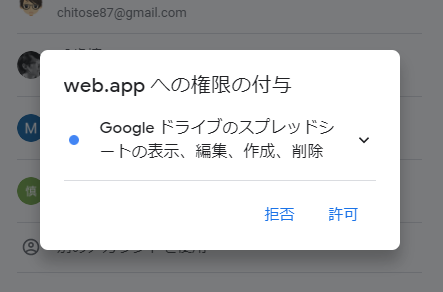 chitose87@gmail.com
web.app への権限の付与
Google ドライブのスプレッドシ
ートの表示、編集、作成、削除
拒否
許可
M
慎